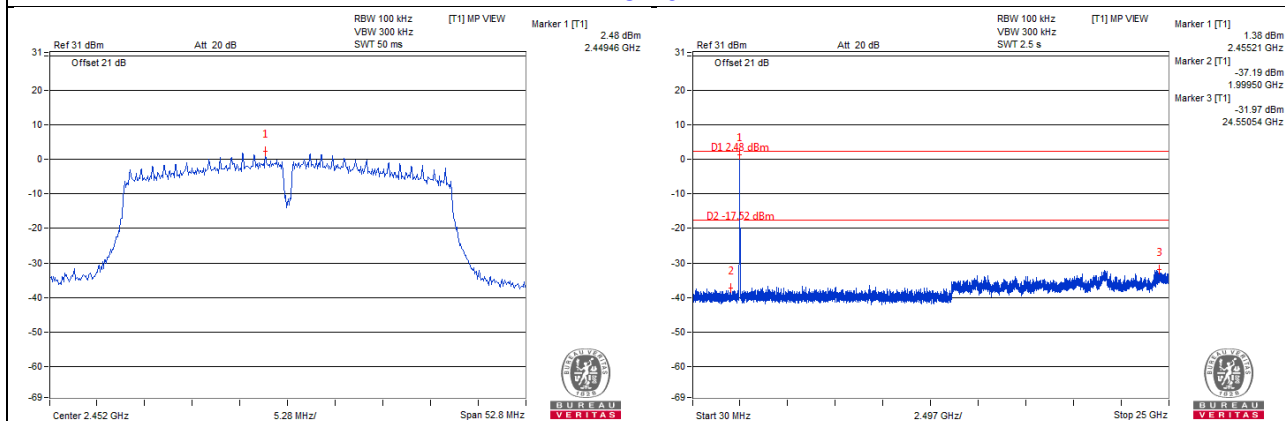 RBW 100 kHz
VBW 300 kHz
SWT 50 ms
[T1] MP VIEW
Ref 31 dBm
Att 20 dB
Offset 21 dB
Marker 1 [T1]
2.48 dBm
2.44946 GHz
31
20
10
0
-10
-20
-30
-40
-50
-60
-69
1
Center 2.452 GHz
5.28 MHz/
Span 52.8 MHz
BUREAU VERITAS
1828
BUREAU
VERITAS
RBW 100 kHz
VBW 300 kHz
SWT 2.5 s
[T1] MP VIEW
Ref 31 dBm
Att 20 dB
Offset 21 dB
Marker 1 [T1]
1.38 dBm
2.45521 GHz
Marker 2 [T1]
-37.19 dBm
1.99950 GHz
Marker 3 [T1]
-31.97 dBm
24.55054 GHz
31
20
10
0
-10
-20
-30
-40
-50
-60
-69
1
D1 2.48 dBm
D2 -17.52 dBm
2
3
Start 30 MHz
2.497 GHz/
Stop 25 GHz
BUREAU VERITAS
1828
BUREAU
VERITAS